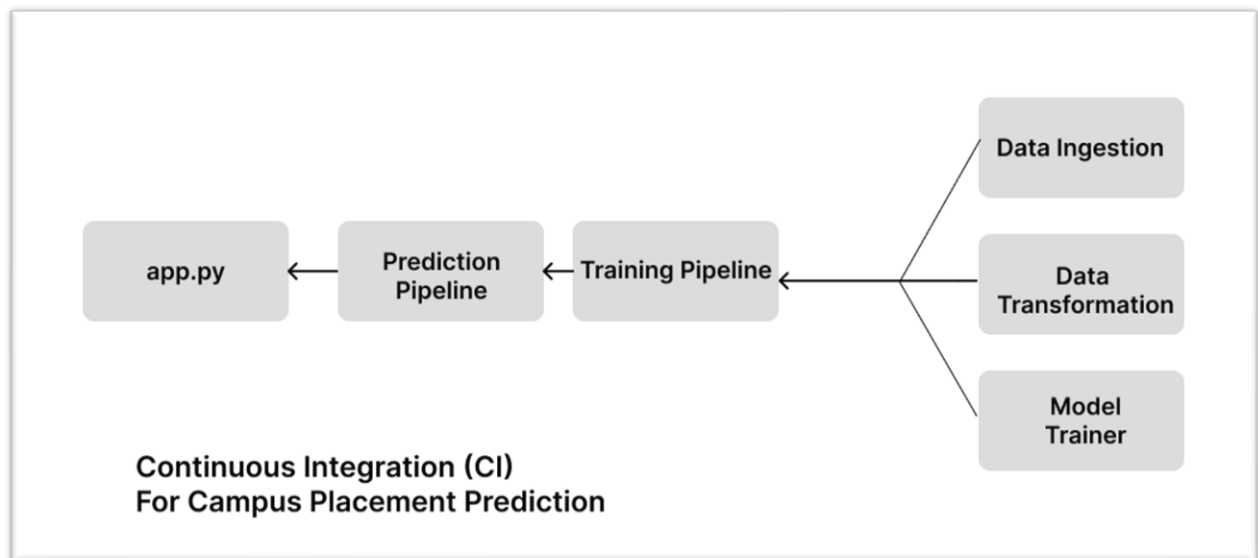 Data Ingestion
app.py
Prediction
Pipeline
Training Pipeline
Data
Transformation
Model
Trainer
Continuous Integration (CI)
For Campus Placement Prediction